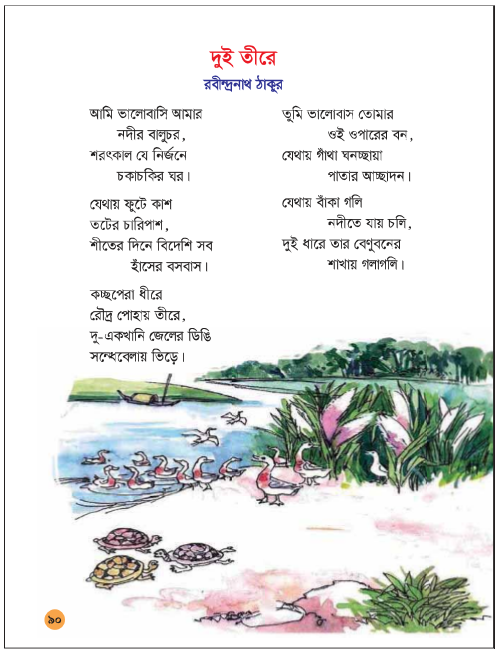 দুই তীরে
রবীন্দ্রনাথ ঠাকুর
আমি ভালোবাসি আমার
নদীর বালুচর,
শরৎকাল যে নির্জনে
চকাচকির ঘর।
যেথায় ফুটে কাশ
তটের চারিপাশ,
শীতের দিনে বিদেশি সব
হাঁসের বসবাস।
কচ্ছপেরা ধীরে
রৌদ্র পোহায় তীরে,
দু-একখানি জেলের ডিঙি
সন্ধেবেলায় ভিড়ে।
তুমি ভালোবাস তোমার
ওই ওপারের বন,
যেথায় গাঁথা ঘনচ্ছায়া
পাতার আচ্ছাদন।
যেথায় বাঁকা গলি
নদীতে যায় চলি,
দুই ধারে তার বেণুবনের
শাখায় গলাগলি।
৯০